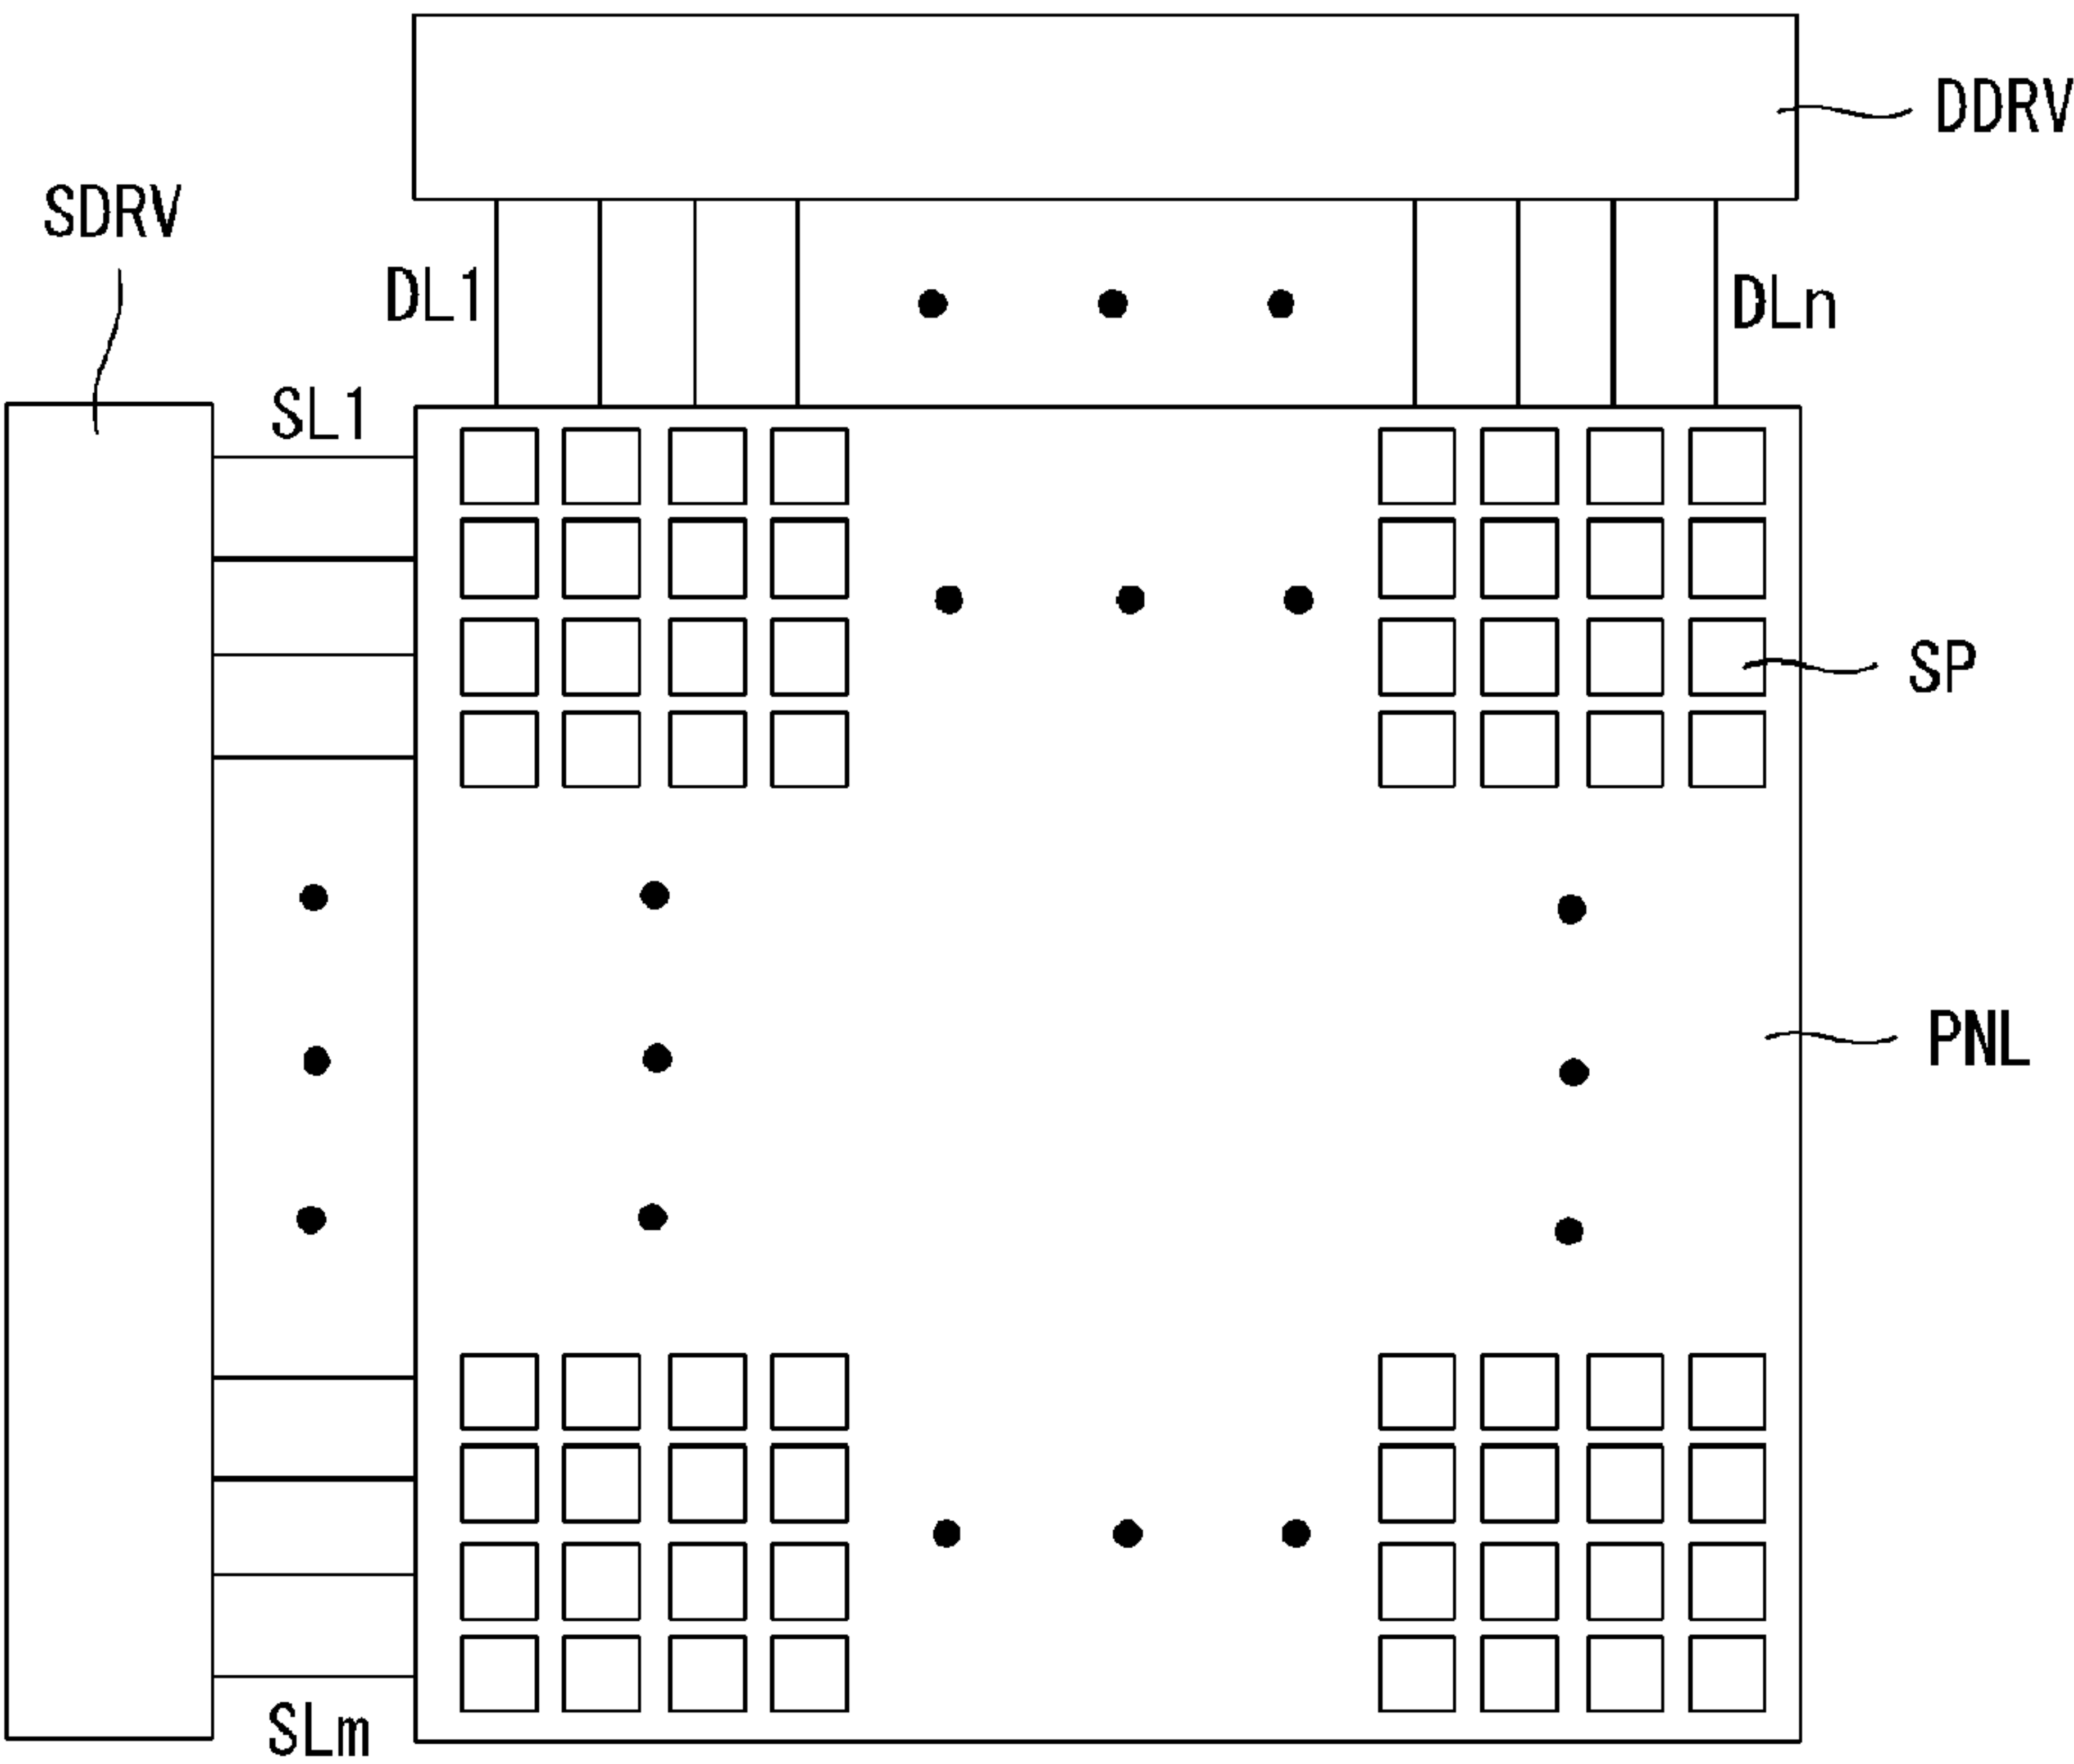 DDRV
SDRV
DL1
DLn
SL1
SP
PNL
SLm